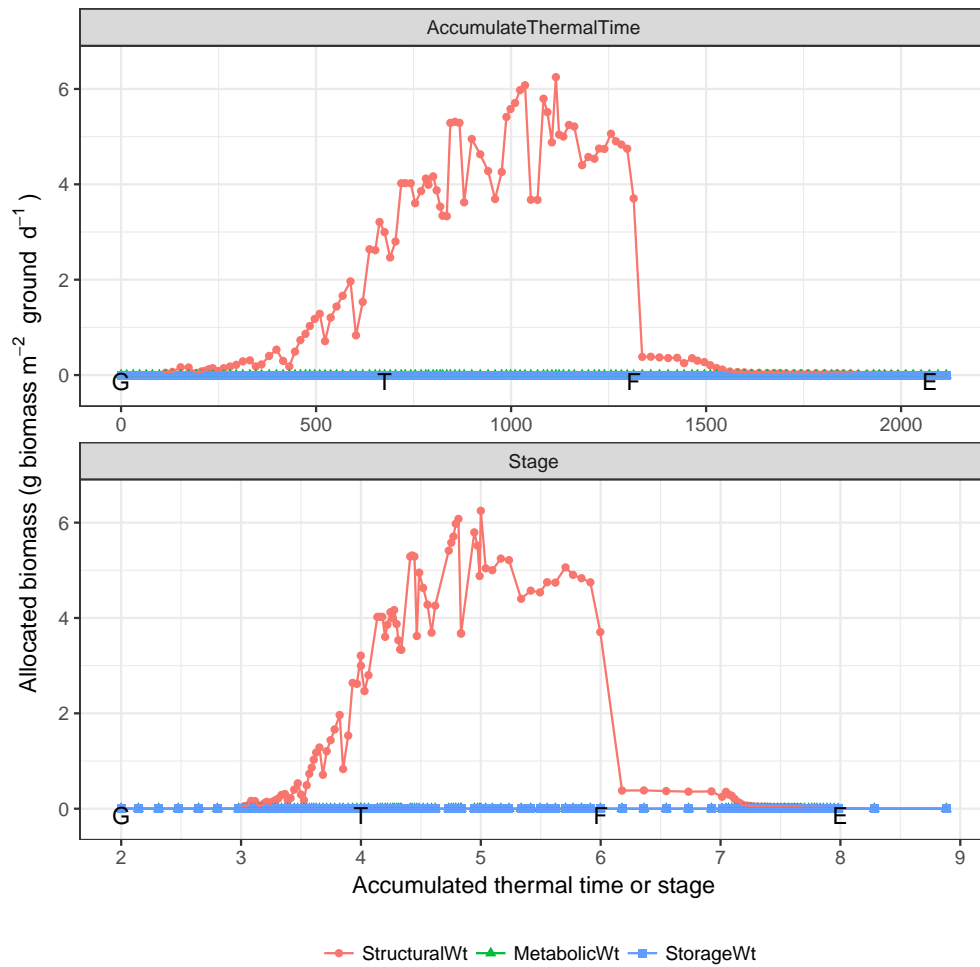 AccumulateThermalTime
6
4
2
0
G T F E
0 500 1000 1500 2000
Stage
6
4
2
0
G T F E
2 3 4 5 6 7 8 9
Allocated biomass (g biomass m⁻² ground d⁻¹ )
Accumulated thermal time or stage
StructuralWt MetabolicWt StorageWt